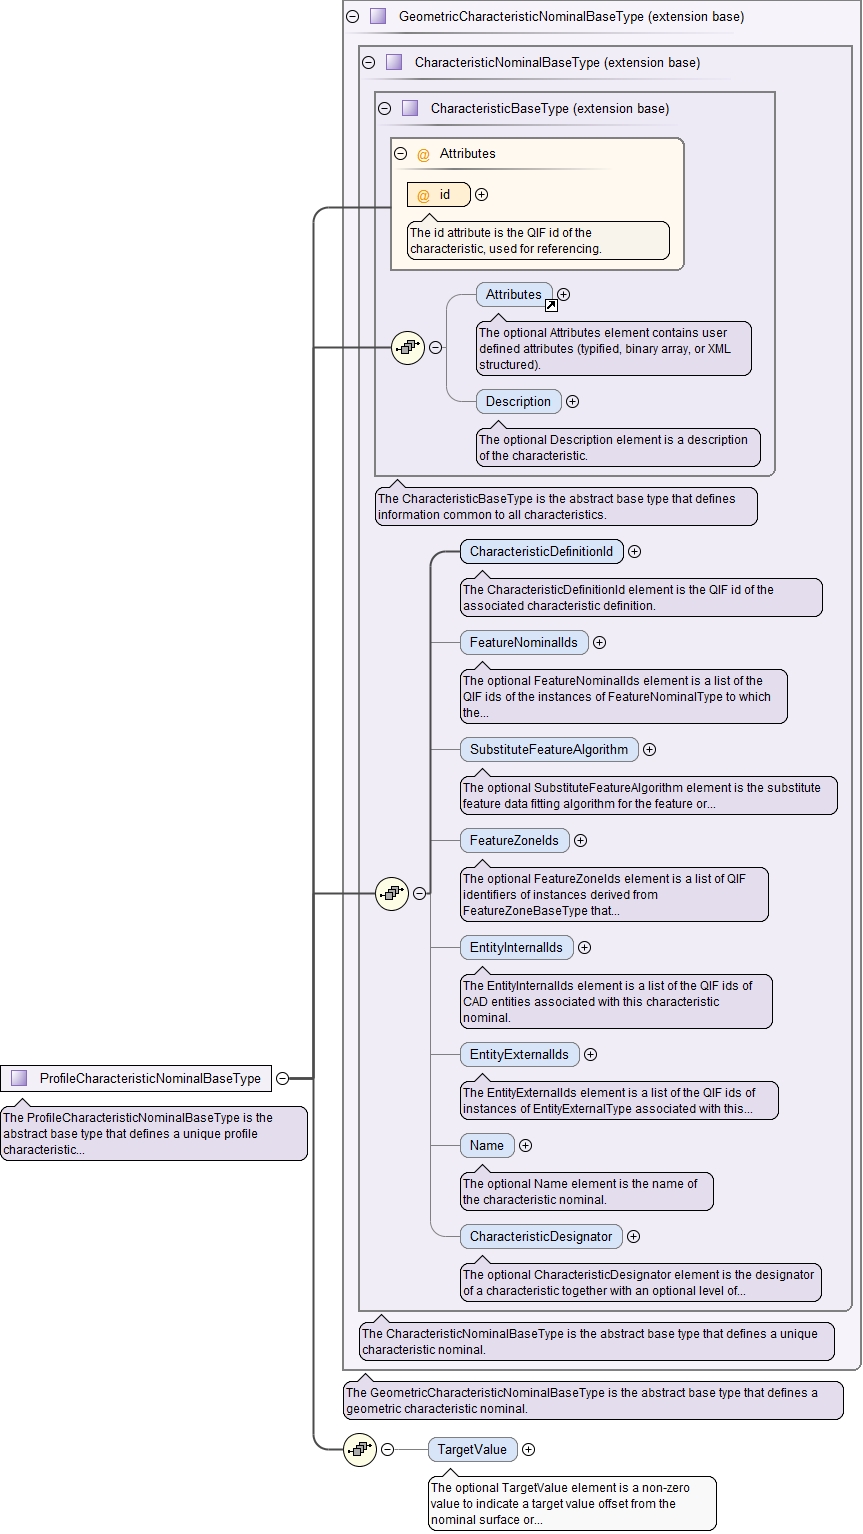 GeometricCharacteristicNominalBaseType (extension base)
CharacteristicNominalBaseType (extension base)
CharacteristicBaseType (extension base)
@ Attributes
@ id
The id attribute is the QIF id of the
characteristic, used for referencing.
Attributes
The optional Attributes element contains user
defined attributes (typified, binary array, or XML
structured).
Description
The optional Description element is a description
of the characteristic.
The CharacteristicBaseType is the abstract base type that defines
information common to all characteristics.
CharacteristicDefinitionId
The CharacteristicDefinitionId element is the QIF id of the
associated characteristic definition.
FeatureNominalIds
The optional FeatureNominalIds element is a list of the
QIF ids of the instances of FeatureNominalType to which
the...
SubstituteFeatureAlgorithm
The optional SubstituteFeatureAlgorithm element is the substitute
feature data fitting algorithm for the feature or...
FeatureZoneIds
The optional FeatureZoneIds element is a list of QIF
identifiers of instances derived from
FeatureZoneBaseType that...
EntityInternalIds
The EntityInternalIds element is a list of the QIF ids of
CAD entities associated with this characteristic
nominal.
EntityExternalIds
The EntityExternalIds element is a list of the QIF ids of
instances of EntityExternalType associated with this...
Name
The optional Name element is the name of
the characteristic nominal.
CharacteristicDesignator
The optional CharacteristicDesignator element is the designator
of a characteristic together with an optional level of...
The CharacteristicNominalBaseType is the abstract base type that defines a unique
characteristic nominal.
The GeometricCharacteristicNominalBaseType is the abstract base type that defines a
geometric characteristic nominal.
ProfileCharacteristicNominalBaseType
The ProfileCharacteristicNominalBaseType is the
abstract base type that defines a unique profile
characteristic...
TargetValue
The optional TargetValue element is a non-zero
value to indicate a target value offset from the
nominal surface or...